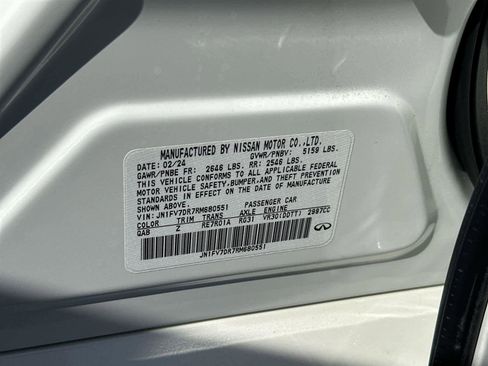 MANUFACTURED BY NISSAN MOTOR CO.,LTD.
DATE: 02/24 GVWR/PNBV: 5159 LBS.
GAWR/PNBE FR: 2646 LBS. RR: 2546 LBS.
THIS VEHICLE CONFORMS TO ALL APPLICABLE FEDERAL
MOTOR VEHICLE SAFETY,BUMPER,AND THEFT PREVENTION
STANDARDS IN EFFECT ON THE DATE OF MANUFACTURE
SHOWN ABOVE.
VIN: JN1FV7DR7RM680551 PASSENGER CAR
COLOR TRIM TRANS AXLE ENGINE
QAB Z RE7R01A R031 VR30(DDTT) 2997CC
JN1FV7DR7RM680551